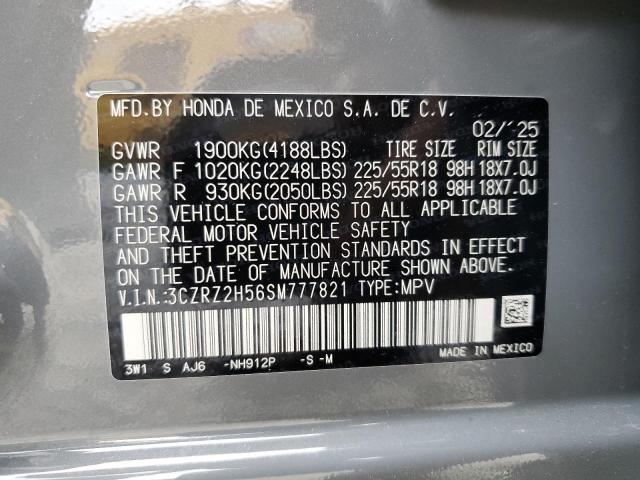 MFD.BY HONDA DE MEXICO S.A. DE C.V.
02/'25
GVWR 1900KG(4188LBS) TIRE SIZE RIM SIZE
GAWR F 1020KG(2248LBS) 225/55R18 98H 18X7.0J
GAWR R 930KG(2050LBS) 225/55R18 98H 18X7.0J
THIS VEHICLE CONFORMS TO ALL APPLICABLE
FEDERAL MOTOR VEHICLE SAFETY
AND THEFT PREVENTION STANDARDS IN EFFECT
ON THE DATE OF MANUFACTURE SHOWN ABOVE.
V.I.N.:3CZRZ2H56SM777821 TYPE:MPV
3W1 S AJ6 -NH912P -S -M MADE IN MEXICO